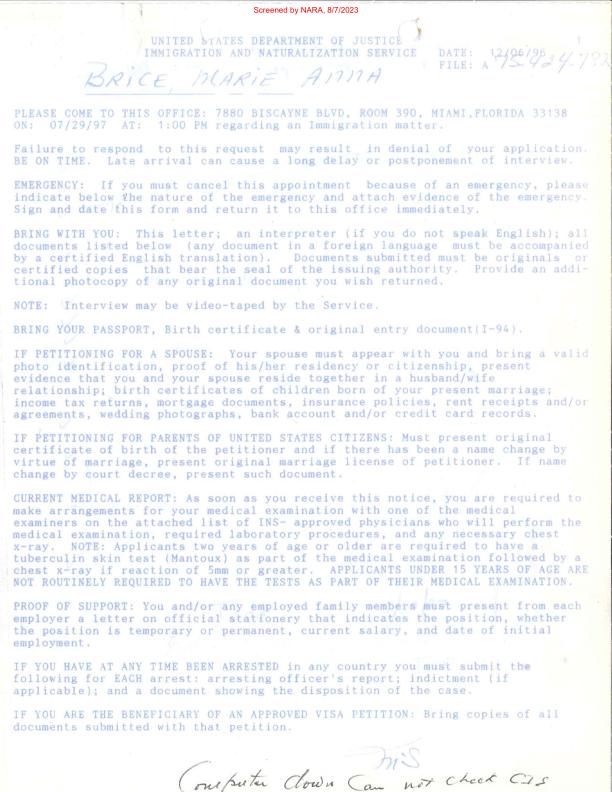 Screened by NARA, 8/7/2023
UNITED STATES DEPARTMENT OF JUSTICE 1
IMMIGRATION AND NATURALIZATION SERVICE DATE: 12/06/96
FILE: A 75-424-792
BRICE, MARIE ANNA
PLEASE COME TO THIS OFFICE: 7880 BISCAYNE BLVD, ROOM 390, MIAMI,FLORIDA 33138
ON: 07/29/97 AT: 1:00 PM regarding an Immigration matter.
Failure to respond to this request may result in denial of your application.
BE ON TIME. Late arrival can cause a long delay or postponement of interview.
EMERGENCY: If you must cancel this appointment because of an emergency, please
indicate below the nature of the emergency and attach evidence of the emergency.
Sign and date this form and return it to this office immediately.
BRING WITH YOU: This letter; an interpreter (if you do not speak English); all
documents listed below (any document in a foreign language must be accompanied
by a certified English translation). Documents submitted must be originals or
certified copies that bear the seal of the issuing authority. Provide an addi-
tional photocopy of any original document you wish returned.
NOTE: Interview may be video-taped by the Service.
BRING YOUR PASSPORT, Birth certificate & original entry document(I-94).
IF PETITIONING FOR A SPOUSE: Your spouse must appear with you and bring a valid
photo identification, proof of his/her residency or citizenship, present
evidence that you and your spouse reside together in a husband/wife
relationship; birth certificates of children born of your present marriage;
income tax returns, mortgage documents, insurance policies, rent receipts and/or
agreements, wedding photographs, bank account and/or credit card records.
IF PETITIONING FOR PARENTS OF UNITED STATES CITIZENS: Must present original
certificate of birth of the petitioner and if there has been a name change by
virtue of marriage, present original marriage license of petitioner. If name
change by court decree, present such document.
CURRENT MEDICAL REPORT: As soon as you receive this notice, you are required to
make arrangements for your medical examination with one of the medical
examiners on the attached list of INS- approved physicians who will perform the
medical examination, required laboratory procedures, and any necessary chest
x-ray. NOTE: Applicants two years of age or older are required to have a
tuberculin skin test (Mantoux) as part of the medical examination followed by a
chest x-ray if reaction of 5mm or greater. APPLICANTS UNDER 15 YEARS OF AGE ARE
NOT ROUTINELY REQUIRED TO HAVE THE TESTS AS PART OF THEIR MEDICAL EXAMINATION.
PROOF OF SUPPORT: You and/or any employed family members must present from each
employer a letter on official stationery that indicates the position, whether
the position is temporary or permanent, current salary, and date of initial
employment.
IF YOU HAVE AT ANY TIME BEEN ARRESTED in any country you must submit the
following for EACH arrest: arresting officer's report; indictment (if
applicable); and a document showing the disposition of the case.
IF YOU ARE THE BENEFICIARY OF AN APPROVED VISA PETITION: Bring copies of all
documents submitted with that petition.
Computer down Can not check CIS